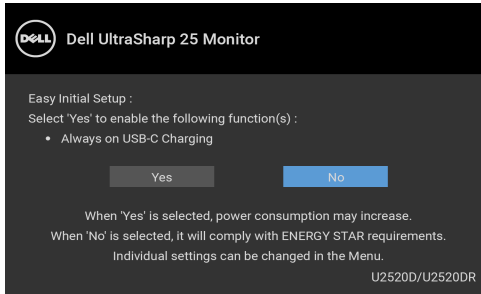 DELL Dell UltraSharp 25 Monitor
Easy Initial Setup :
Select 'Yes' to enable the following function(s) :
• Always on USB-C Charging
Yes No
When 'Yes' is selected, power consumption may increase.
When 'No' is selected, it will comply with ENERGY STAR requirements.
Individual settings can be changed in the Menu.
U2520D/U2520DR